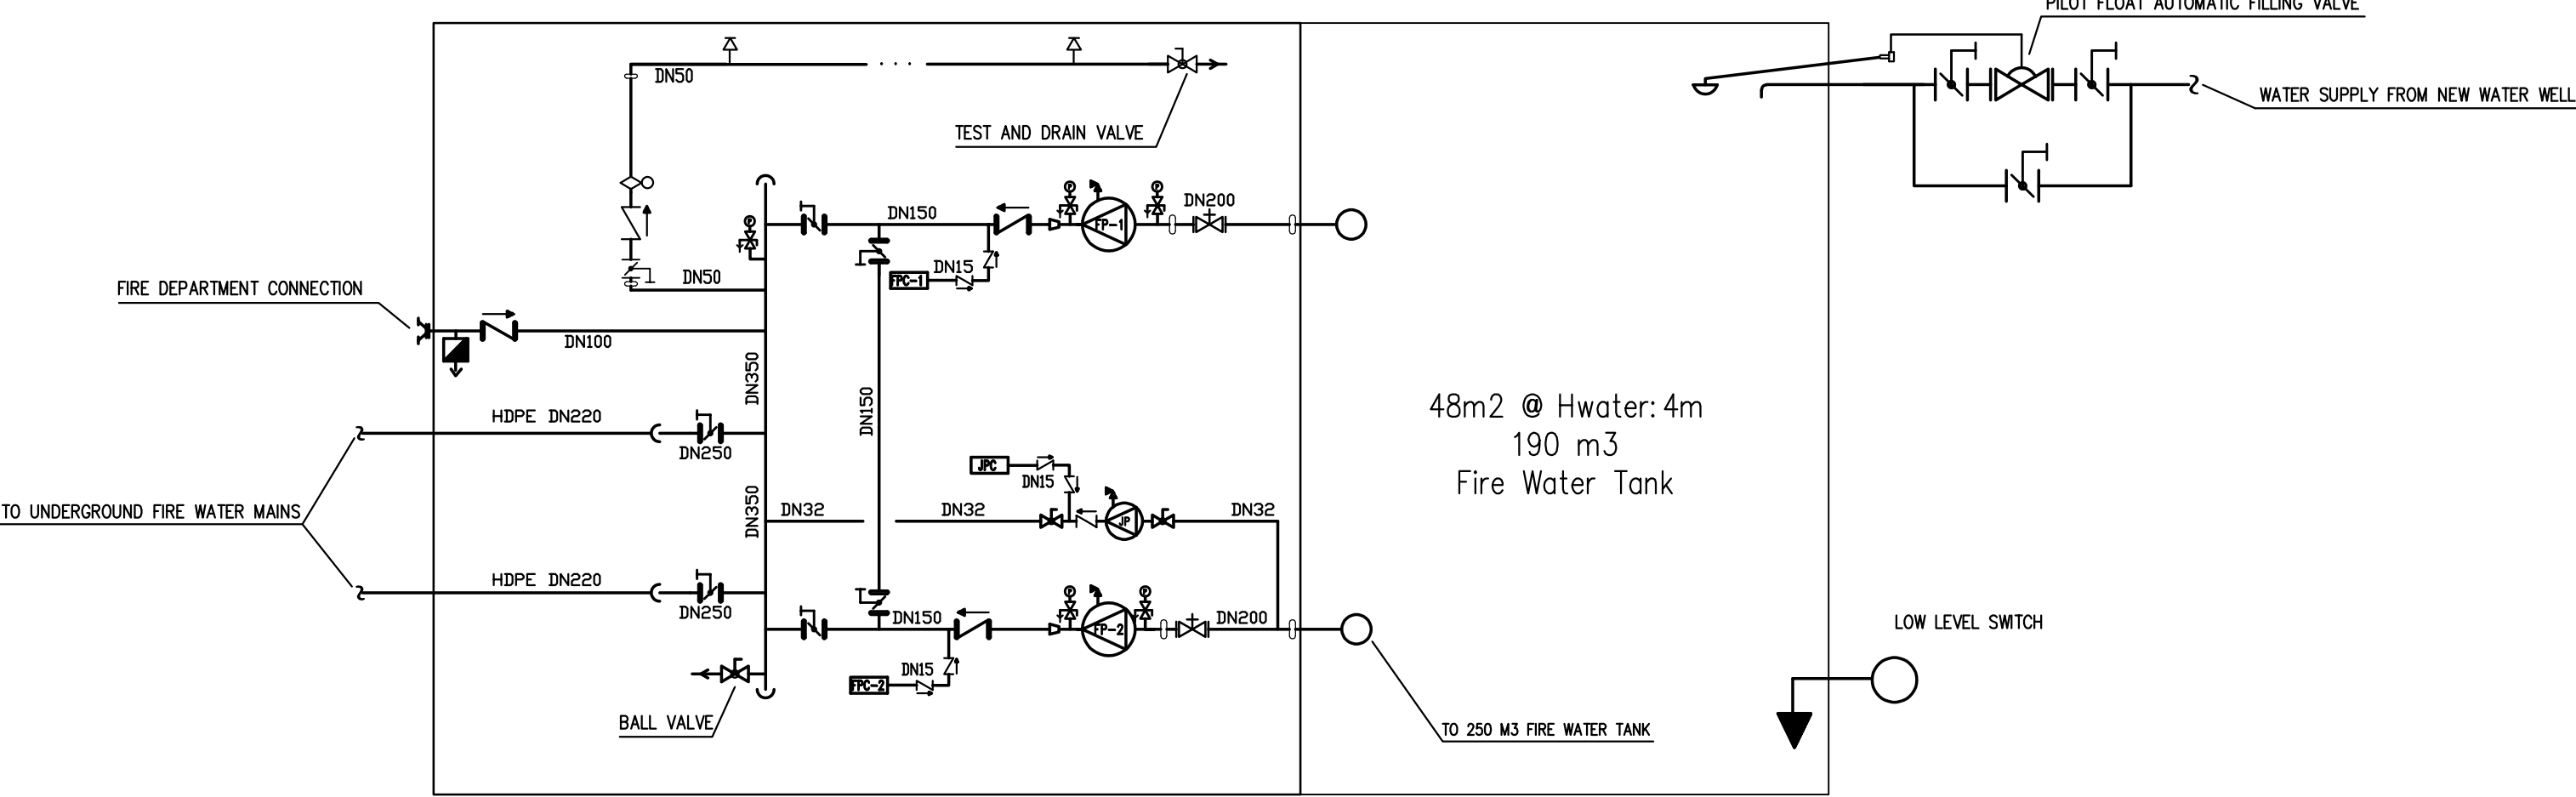 PILOT FLOAT AUTOMATIC FILLING VALVE
DN50
WATER SUPPLY FROM NEW WATER WELL
TEST AND DRAIN VALVE
DN150
P
P
P
DN200
FP-1
DN50
DN15
FPC-1
FIRE DEPARTMENT CONNECTION
DN100
DN350
DN150
HDPE DN220
DN250
48m2 @ Hwater: 4m
190 m3
Fire Water Tank
JPC
DN15
DN350
DN32
DN32
JP
DN32
TO UNDERGROUND FIRE WATER MAINS
HDPE DN220
DN250
P
P
DN150
FP-2
DN200
LOW LEVEL SWITCH
DN15
FPC-2
BALL VALVE
TO 250 M3 FIRE WATER TANK